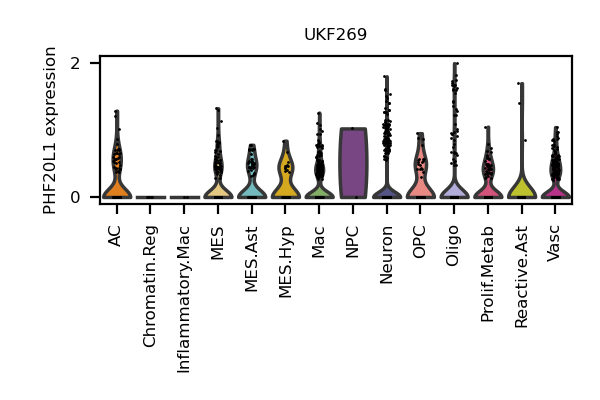 UKF269
PHF20L1 expression
2
0
AC
Chromatin.Reg
Inflammatory.Mac
MES
MES.Ast
MES.Hyp
Mac
NPC
Neuron
OPC
Oligo
Prolif.Metab
Reactive.Ast
Vasc